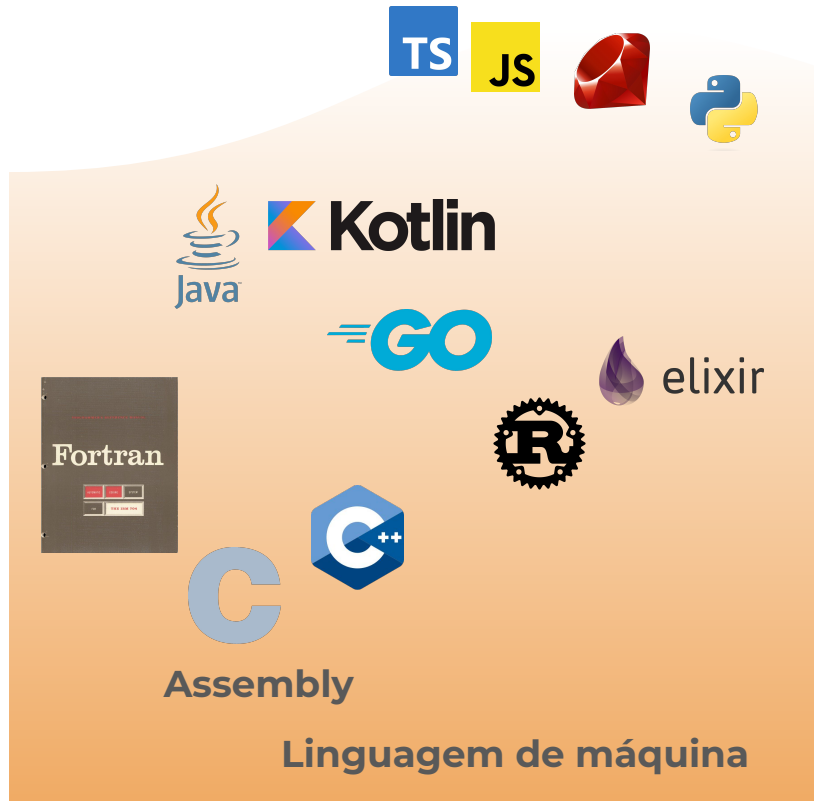 TS
JS
Java
Kotlin
GO
elixir
Fortran
R
C++
C
Assembly
Linguagem de máquina